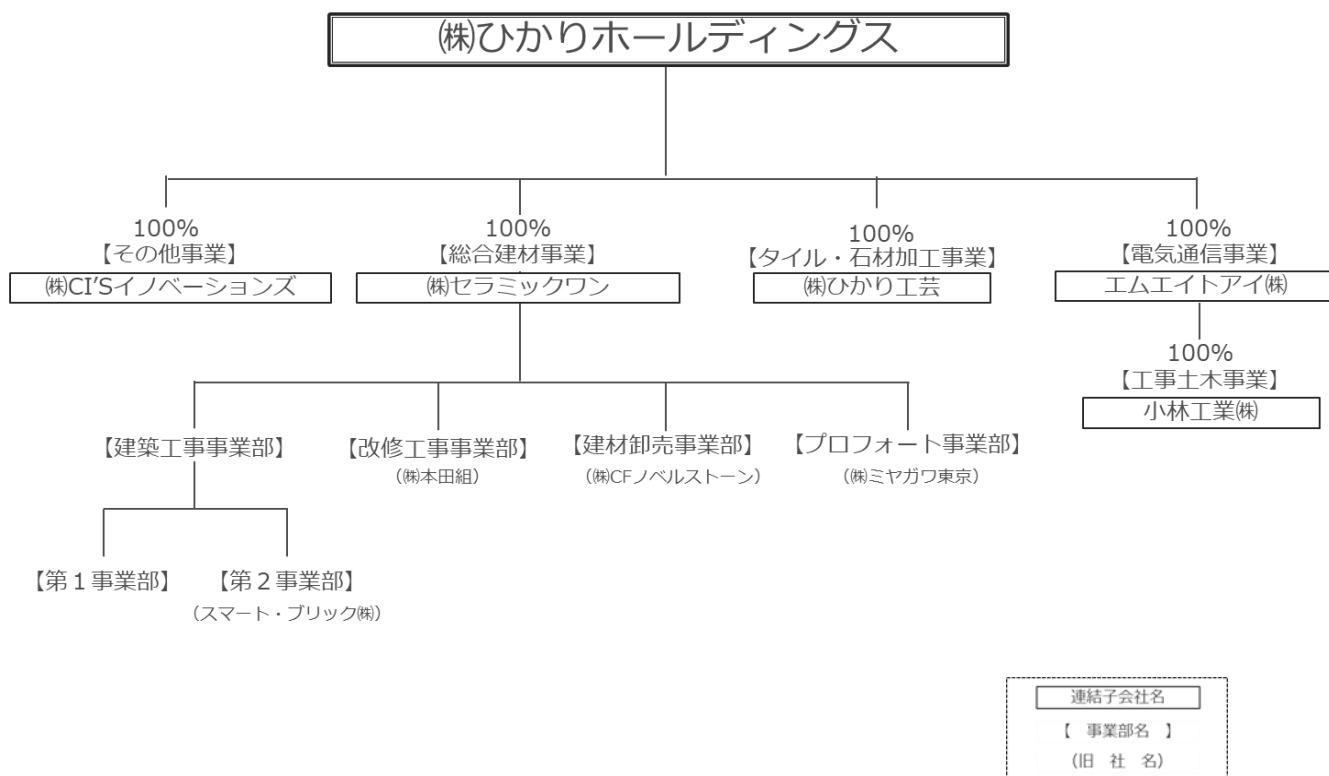 ㈱ひかりホールディングス
100%
【その他事業】
㈱CI'Sイノベーションズ
100%
【総合建材事業】
㈱セラミックワン
100%
【タイル・石材加工事業】
㈱ひかり工芸
100%
【電気通信事業】
エムエイトアイ㈱
100%
【工事土木事業】
小林工業㈱
【建築工事事業部】
【改修工事事業部】
（㈱本田組）
【建材卸売事業部】
（㈱CFノベルストーン）
【プロフォート事業部】
（㈱ミヤガワ東京）
【第１事業部】
【第２事業部】
（スマート・ブリック㈱）
連結子会社名
【　事業部名　】
（旧　社　名）